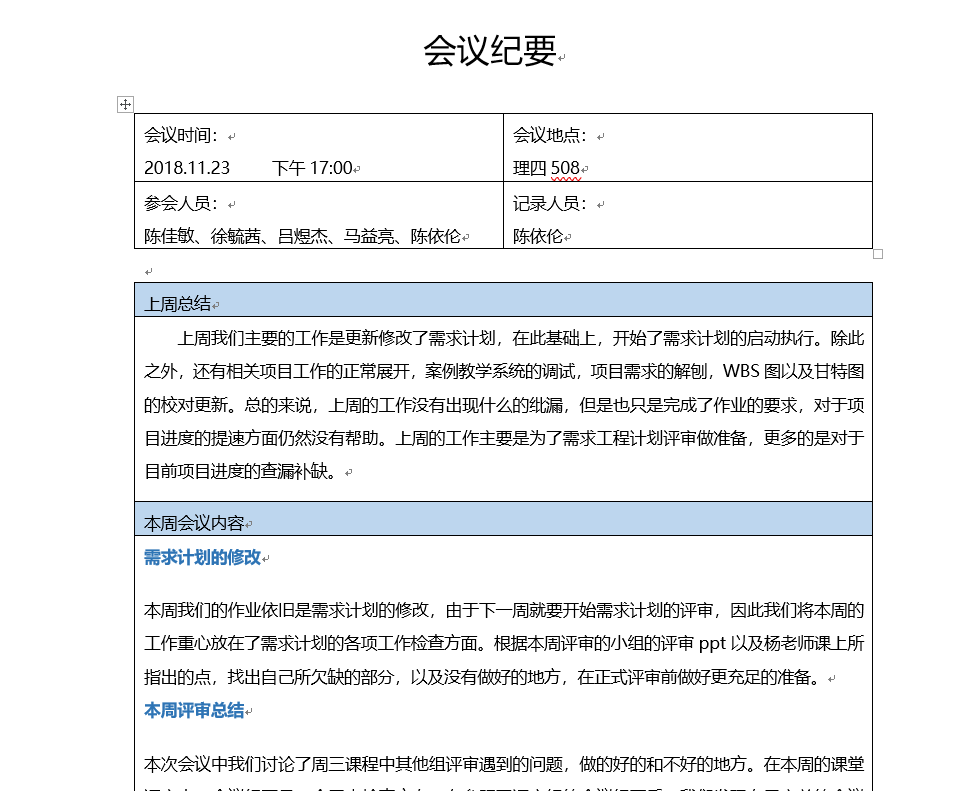 会议纪要
会议时间：
会议地点：
2018.11.23 下午 17:00
理四 508
参会人员：
记录人员：
陈佳敏、徐毓茜、吕煜杰、马益亮、陈依伦
陈依伦
上周总结
上周我们主要的工作是更新修改了需求计划，在此基础上，开始了需求计划的启动执行。除此
之外，还有相关项目工作的正常展开，案例教学系统的调试，项目需求的解刨，WBS 图以及甘特图
的校对更新。总的来说，上周的工作没有出现什么的纰漏，但是也只是完成了作业的要求，对于项
目进度的提速方面仍然没有帮助。上周的工作主要是为了需求工程计划评审做准备，更多的是对于
目前项目进度的查漏补缺。
本周会议内容
需求计划的修改
本周我们的作业依旧是需求计划的修改，由于下一周就要开始需求计划的评审，因此我们将本周的
工作重心放在了需求计划的各项工作检查方面。根据本周评审的小组的评审 ppt 以及杨老师课上所
指出的点，找出自己所欠缺的部分，以及没有做好的地方，在正式评审前做好更充足的准备。
本周评审总结
本次会议中我们讨论了周三课程中其他组评审遇到的问题，做的好的和不好的地方。在本周的课堂